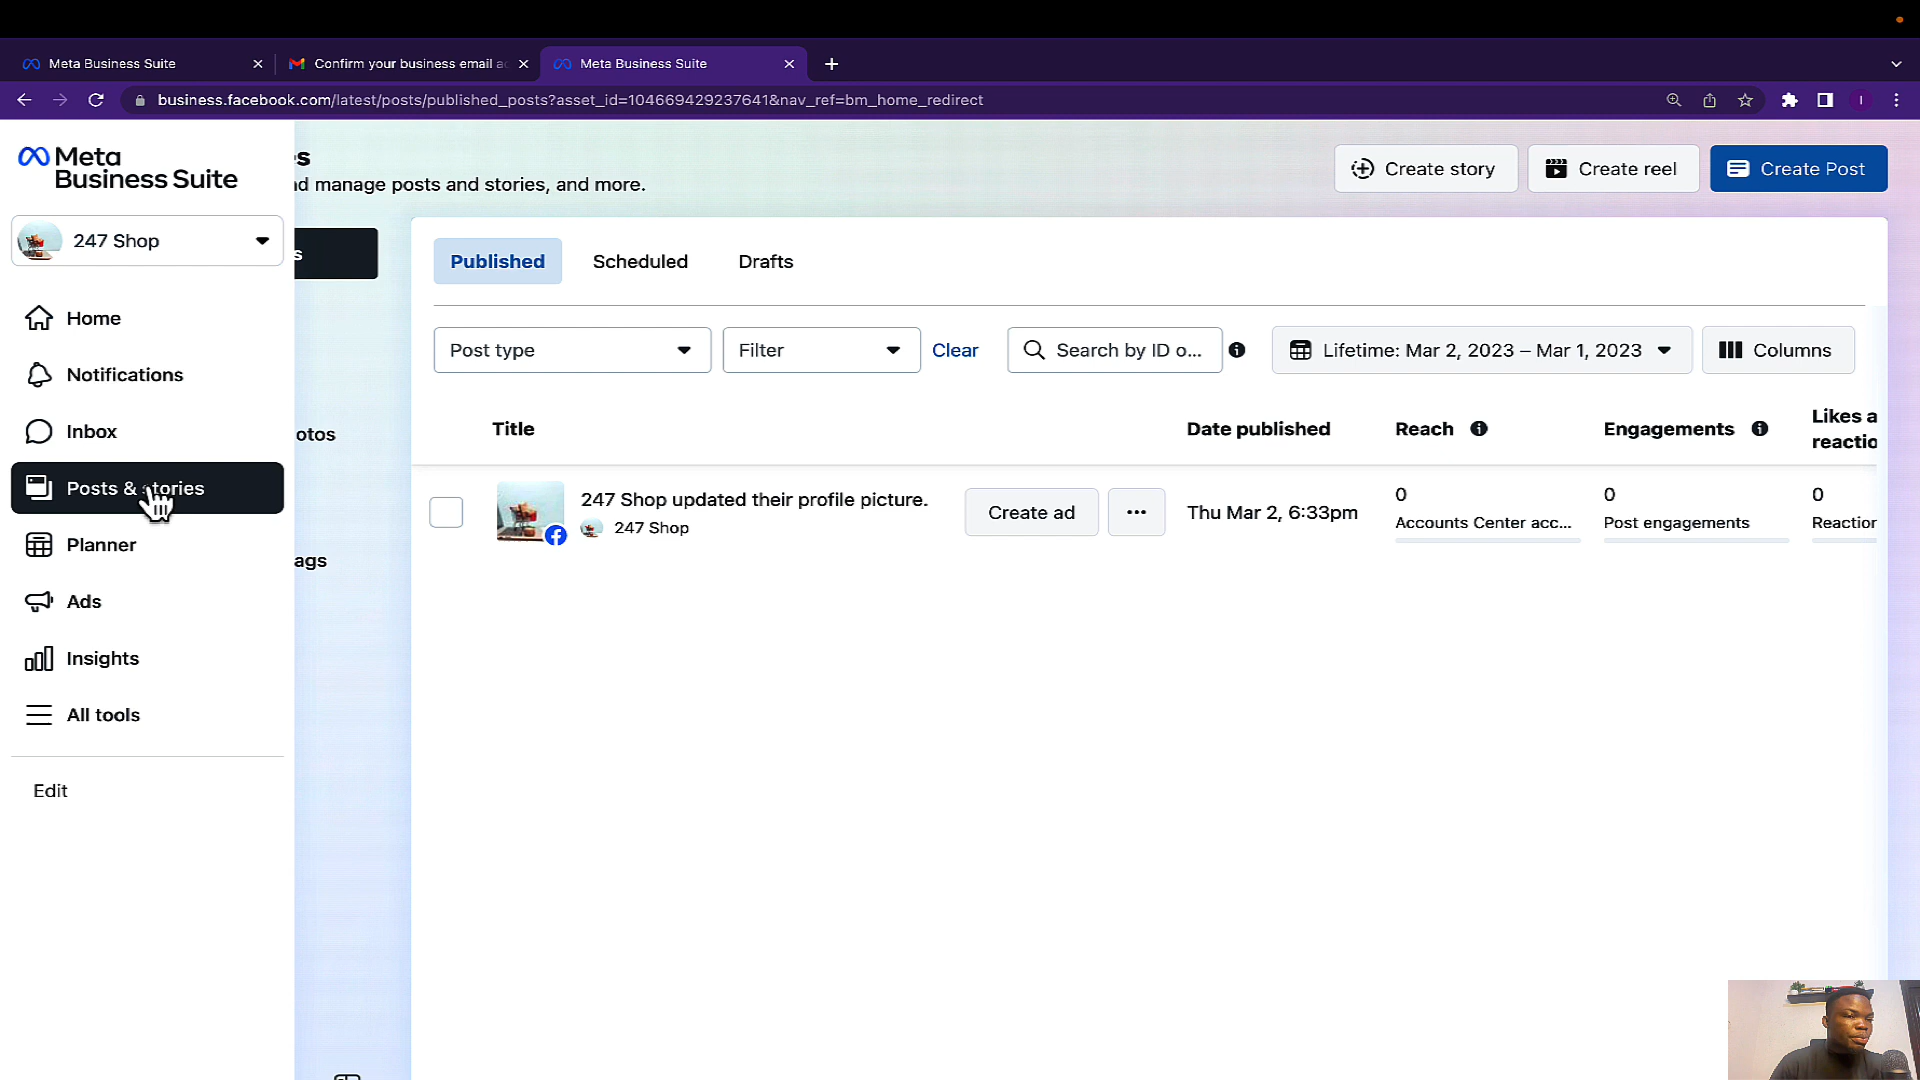 Meta Business Suite
Confirm your business email a
Meta Business Suite
business.facebook.com/latest/posts/published_posts?asset_id=104669429237641&nav_ref=bm_home_redirect
I
Meta
Business Suite
es
nd manage posts and stories, and more.
Create story
Create reel
Create Post
247 Shop
s
Published
Scheduled
Drafts
Home
Post type
Filter
Clear
Search by ID o...
Lifetime: Mar 2, 2023 – Mar 1, 2023
Columns
Notifications
Inbox
otos
Title
Date published
Reach
Engagements
Likes a
reactio
Posts & stories
247 Shop updated their profile picture.
247 Shop
Create ad
Thu Mar 2, 6:33pm
0
Accounts Center acc...
0
Post engagements
0
Reaction
Planner
ags
Ads
Insights
All tools
Edit